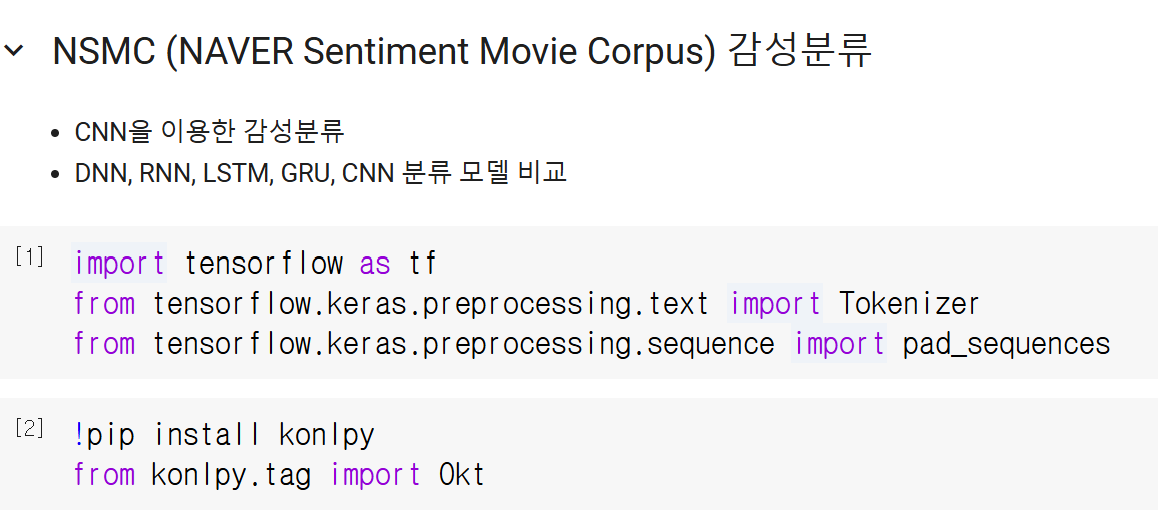 NSMC (NAVER Sentiment Movie Corpus) 감성분류
CNN을 이용한 감성분류
DNN, RNN, LSTM, GRU, CNN 분류 모델 비교
[1]
import tensorflow as tf
from tensorflow.keras.preprocessing.text import Tokenizer
from tensorflow.keras.preprocessing.sequence import pad_sequences
[2]
!pip install konlpy
from konlpy.tag import Okt